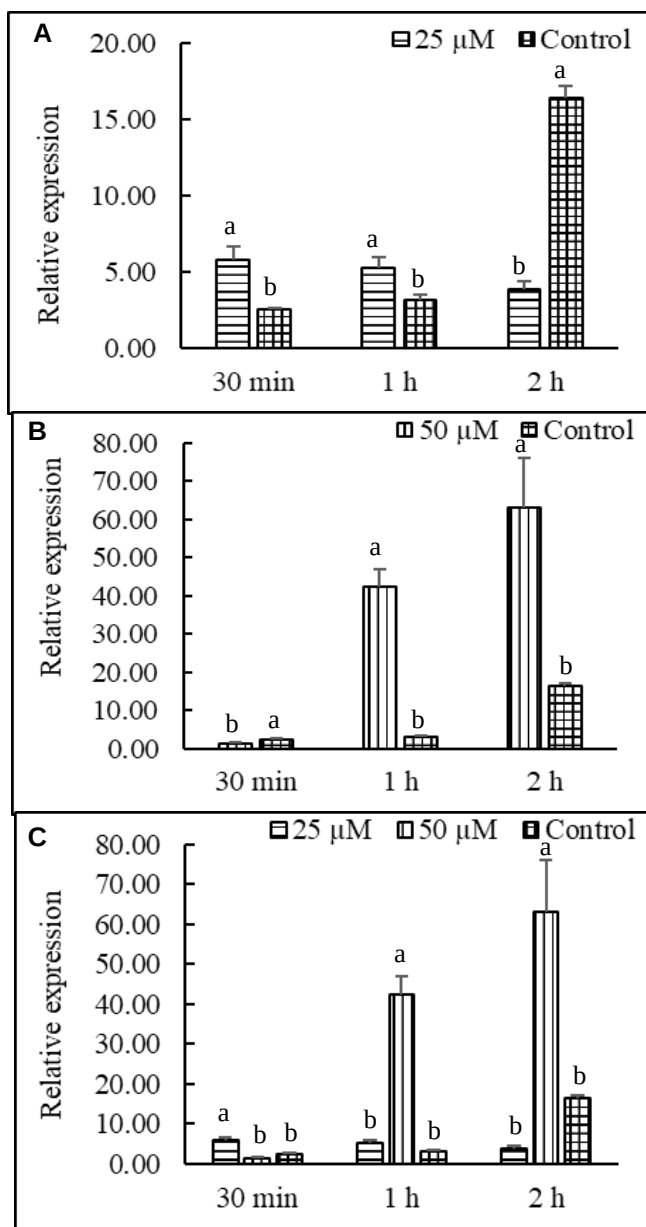 A
25 µM Control
20.00
15.00
10.00
5.00
0.00
Relative expression
a
b
a
b
b
a
30 min 1 h 2 h
B
50 µM Control
80.00
70.00
60.00
50.00
40.00
30.00
20.00
10.00
0.00
Relative expression
b
a
a
b
a
b
30 min 1 h 2 h
C
25 µM 50 µM Control
80.00
70.00
60.00
50.00
40.00
30.00
20.00
10.00
0.00
Relative expression
a
b
b
b
a
b
b
a
b
30 min 1 h 2 h